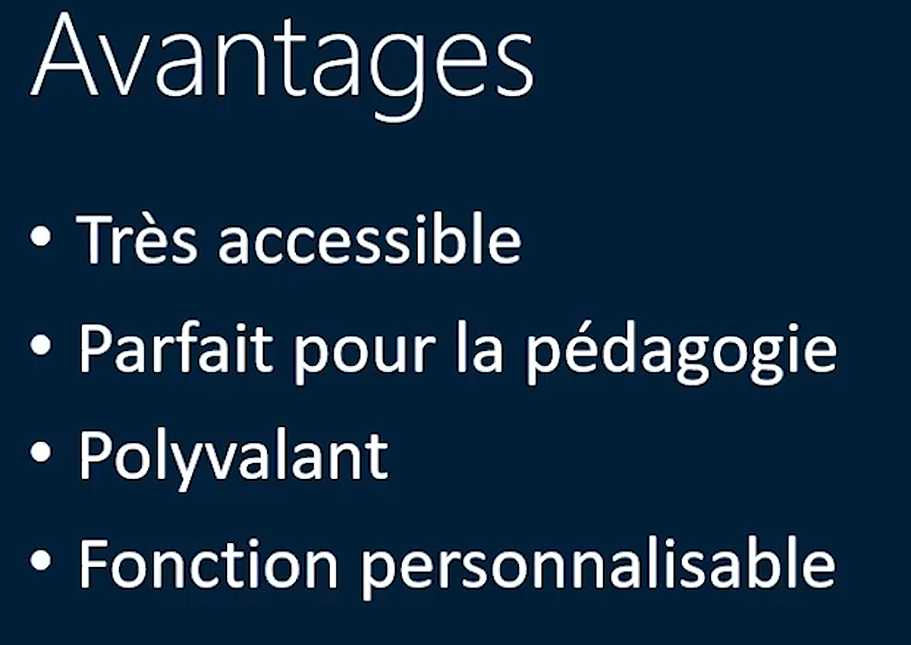 Avantages
• Très accessible
• Parfait pour la pédagogie
• Polyvalant
• Fonction personnalisable